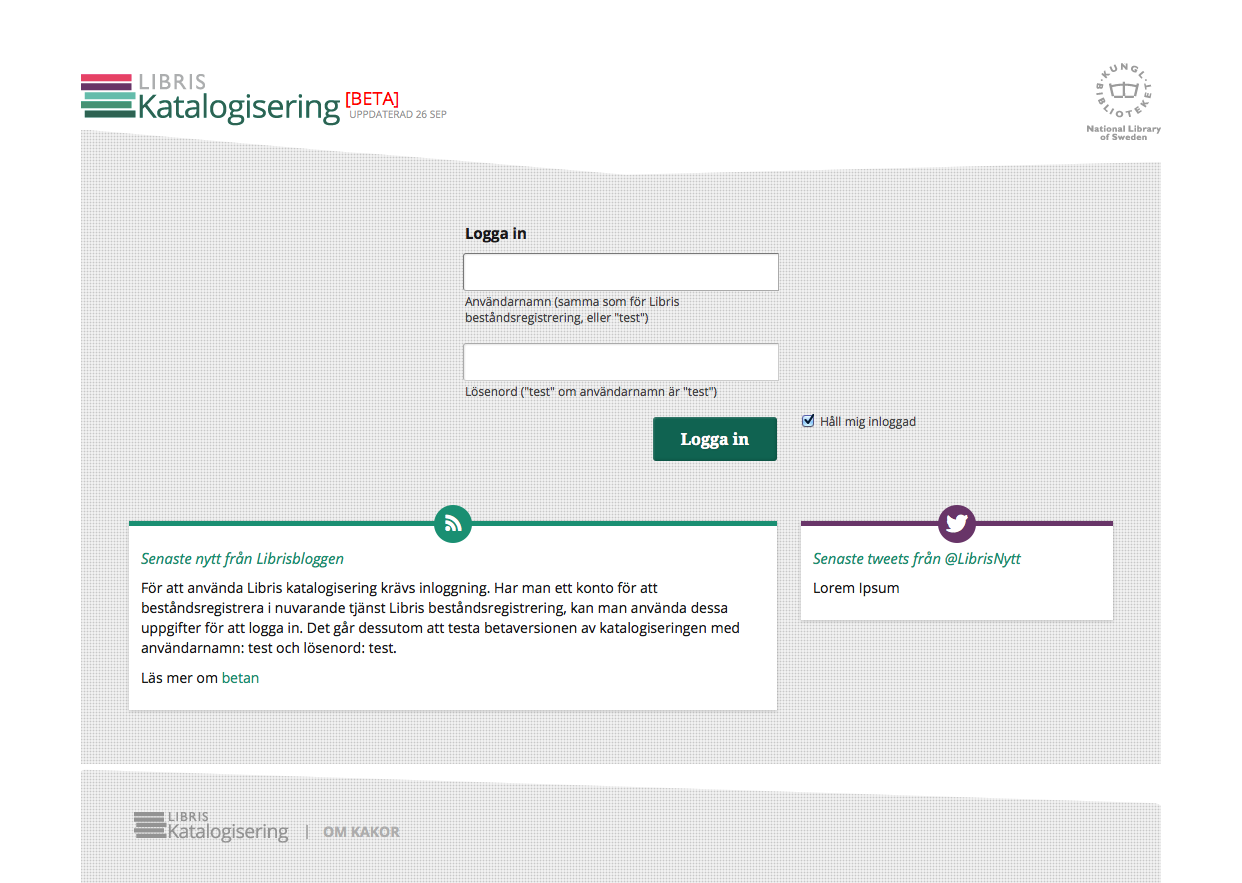 LIBRIS
Katalogisering [BETA]
UPPDATERAD 26 SEP
· KUNGL · BIBLIOTEKET
National Library
of Sweden
Logga in
Användarnamn (samma som för Libris
beståndsregistrering, eller "test")
Lösenord ("test" om användarnamn är "test")
Logga in
Håll mig inloggad
Senaste nytt från Librisbloggen
För att använda Libris katalogisering krävs inloggning. Har man ett konto för att
beståndsregistrera i nuvarande tjänst Libris beståndsregistrering, kan man använda dessa
uppgifter för att logga in. Det går dessutom att testa betaversionen av katalogiseringen med
användarnamn: test och lösenord: test.
Läs mer om betan
Senaste tweets från @LibrisNytt
Lorem Ipsum
LIBRIS
Katalogisering | OM KAKOR